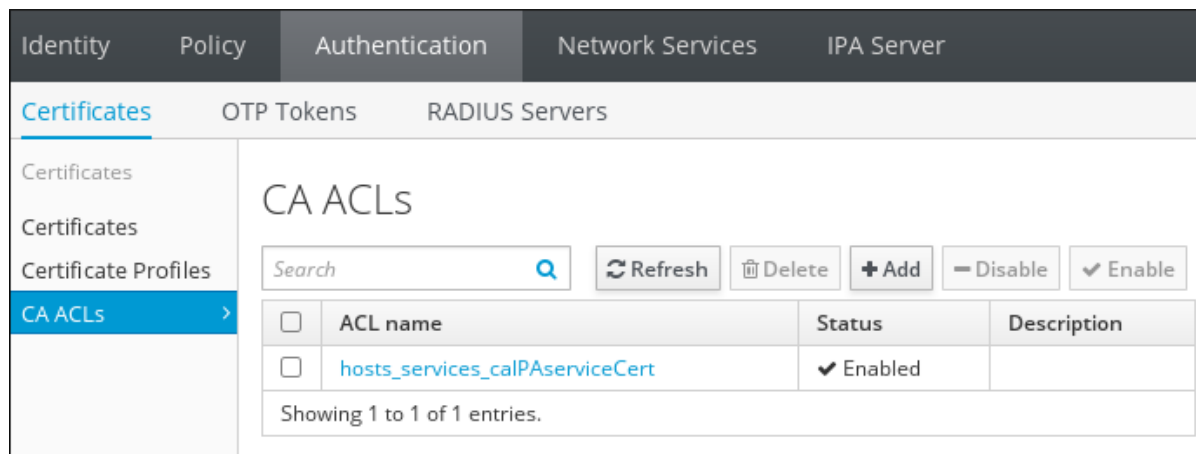 Identity Policy Authentication Network Services IPA Server
Certificates OTP Tokens RADIUS Servers
Certificates
Certificates
Certificate Profiles
CA ACLs
CA ACLs
Search Refresh Delete Add Disable Enable
ACL name Status Description
hosts_services_caIPAserviceCert Enabled
Showing 1 to 1 of 1 entries.